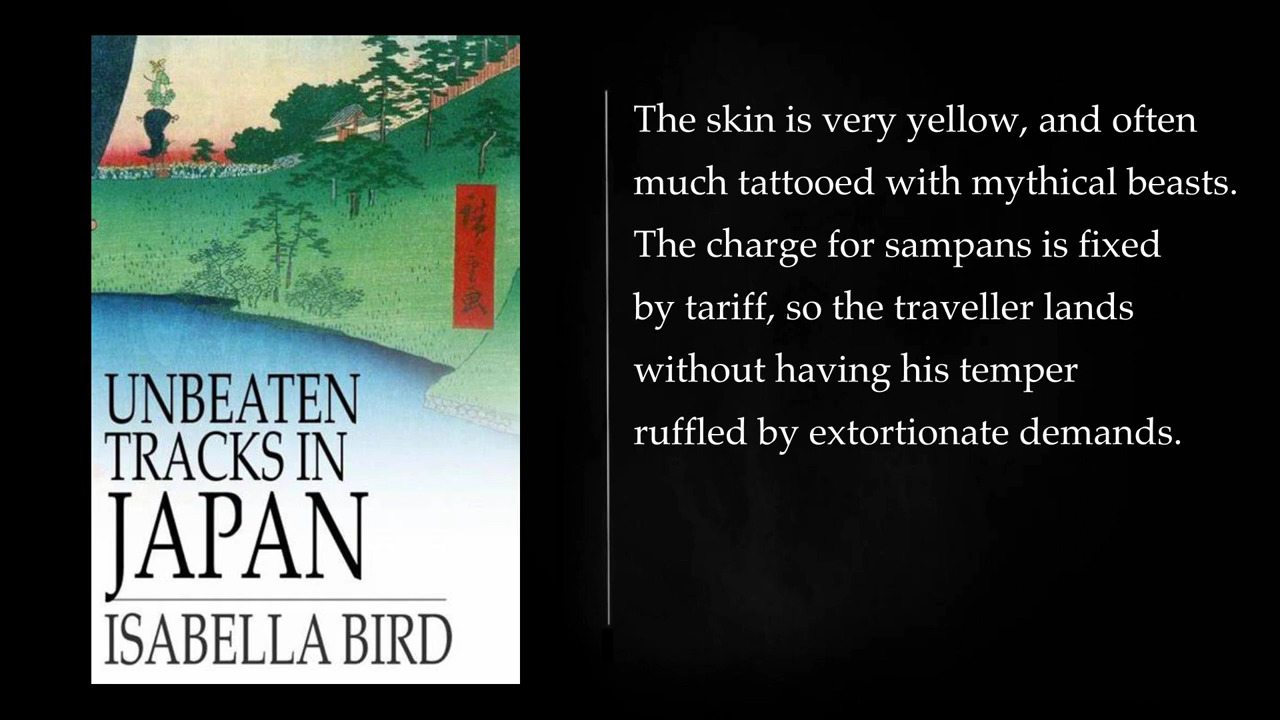 UNBEATEN
TRACKS IN
JAPAN
ISABELLA BIRD
The skin is very yellow, and often
much tattooed with mythical beasts.
The charge for sampans is fixed
by tariff, so the traveller lands
without having his temper
ruffled by extortionate demands.